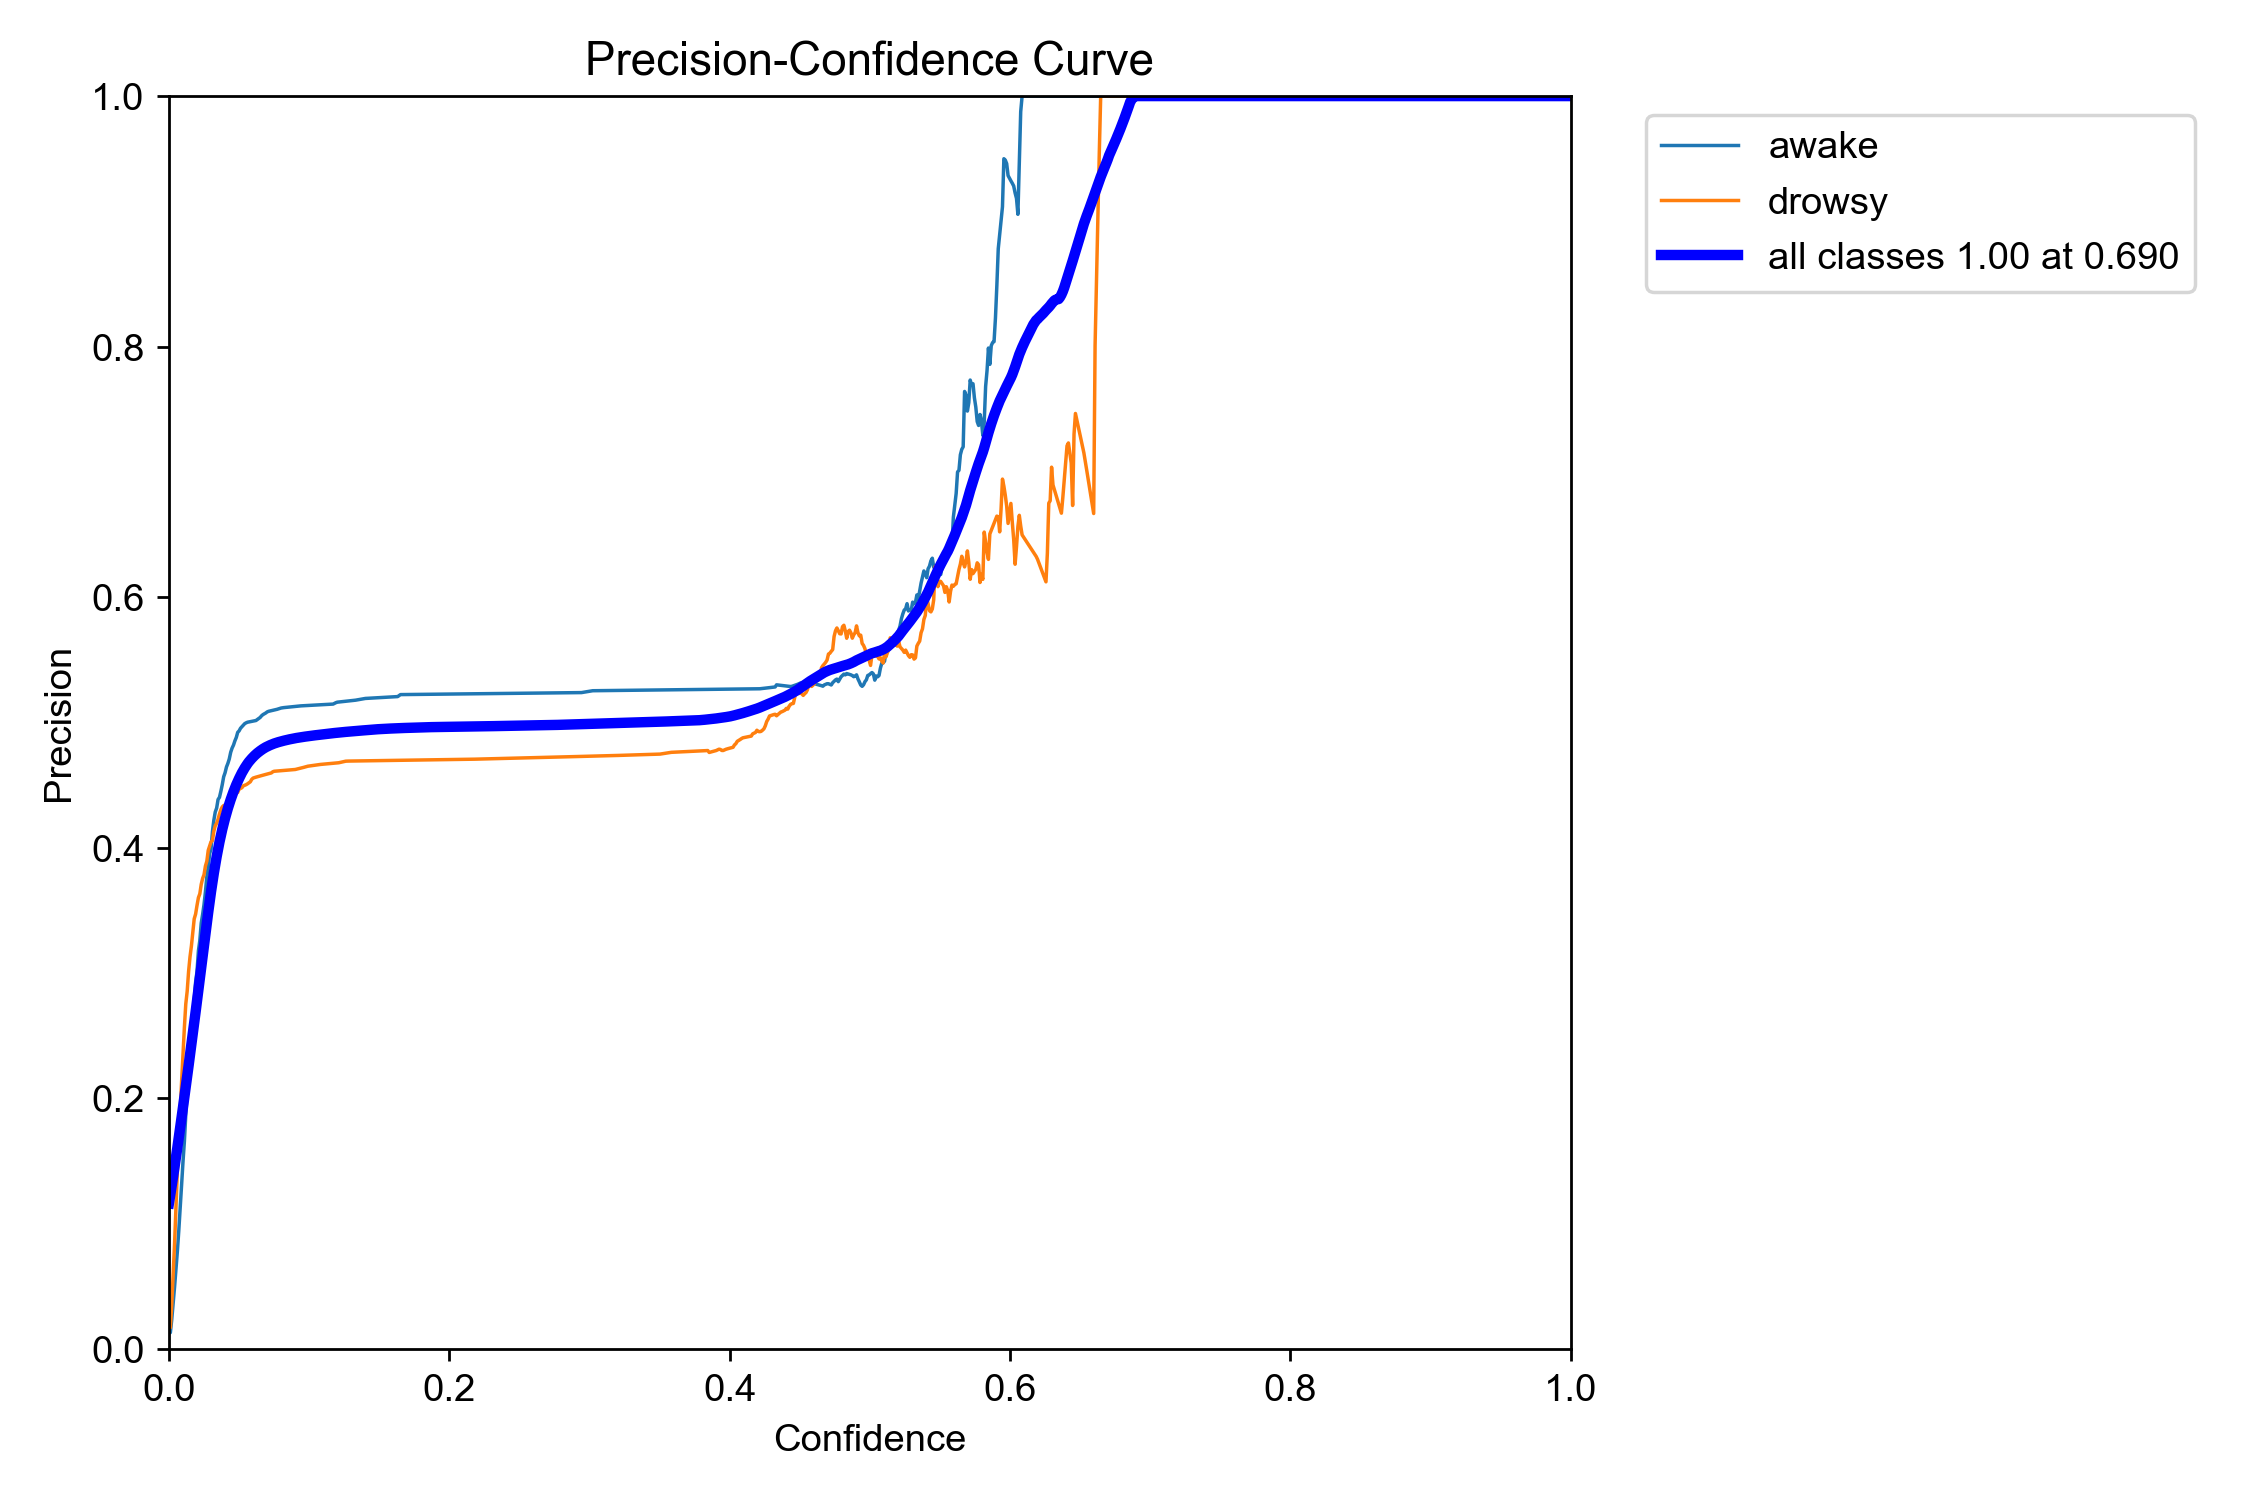 Precision-Confidence Curve
1.0
0.8
0.6
0.4
0.2
0.0
Precision
0.0 0.2 0.4 0.6 0.8 1.0
Confidence
awake
drowsy
all classes 1.00 at 0.690